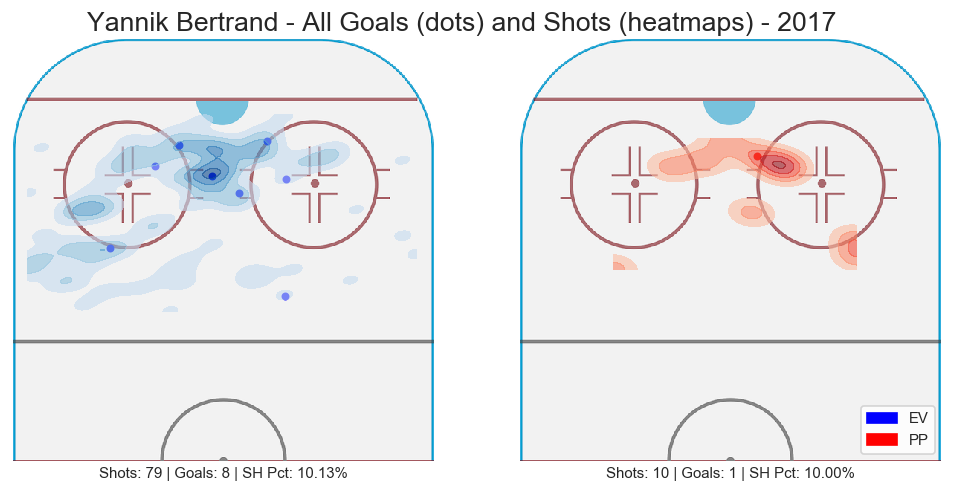 Yannik Bertrand - All Goals (dots) and Shots (heatmaps) - 2017
EV
PP
Shots: 79 | Goals: 8 | SH Pct: 10.13%
Shots: 10 | Goals: 1 | SH Pct: 10.00%